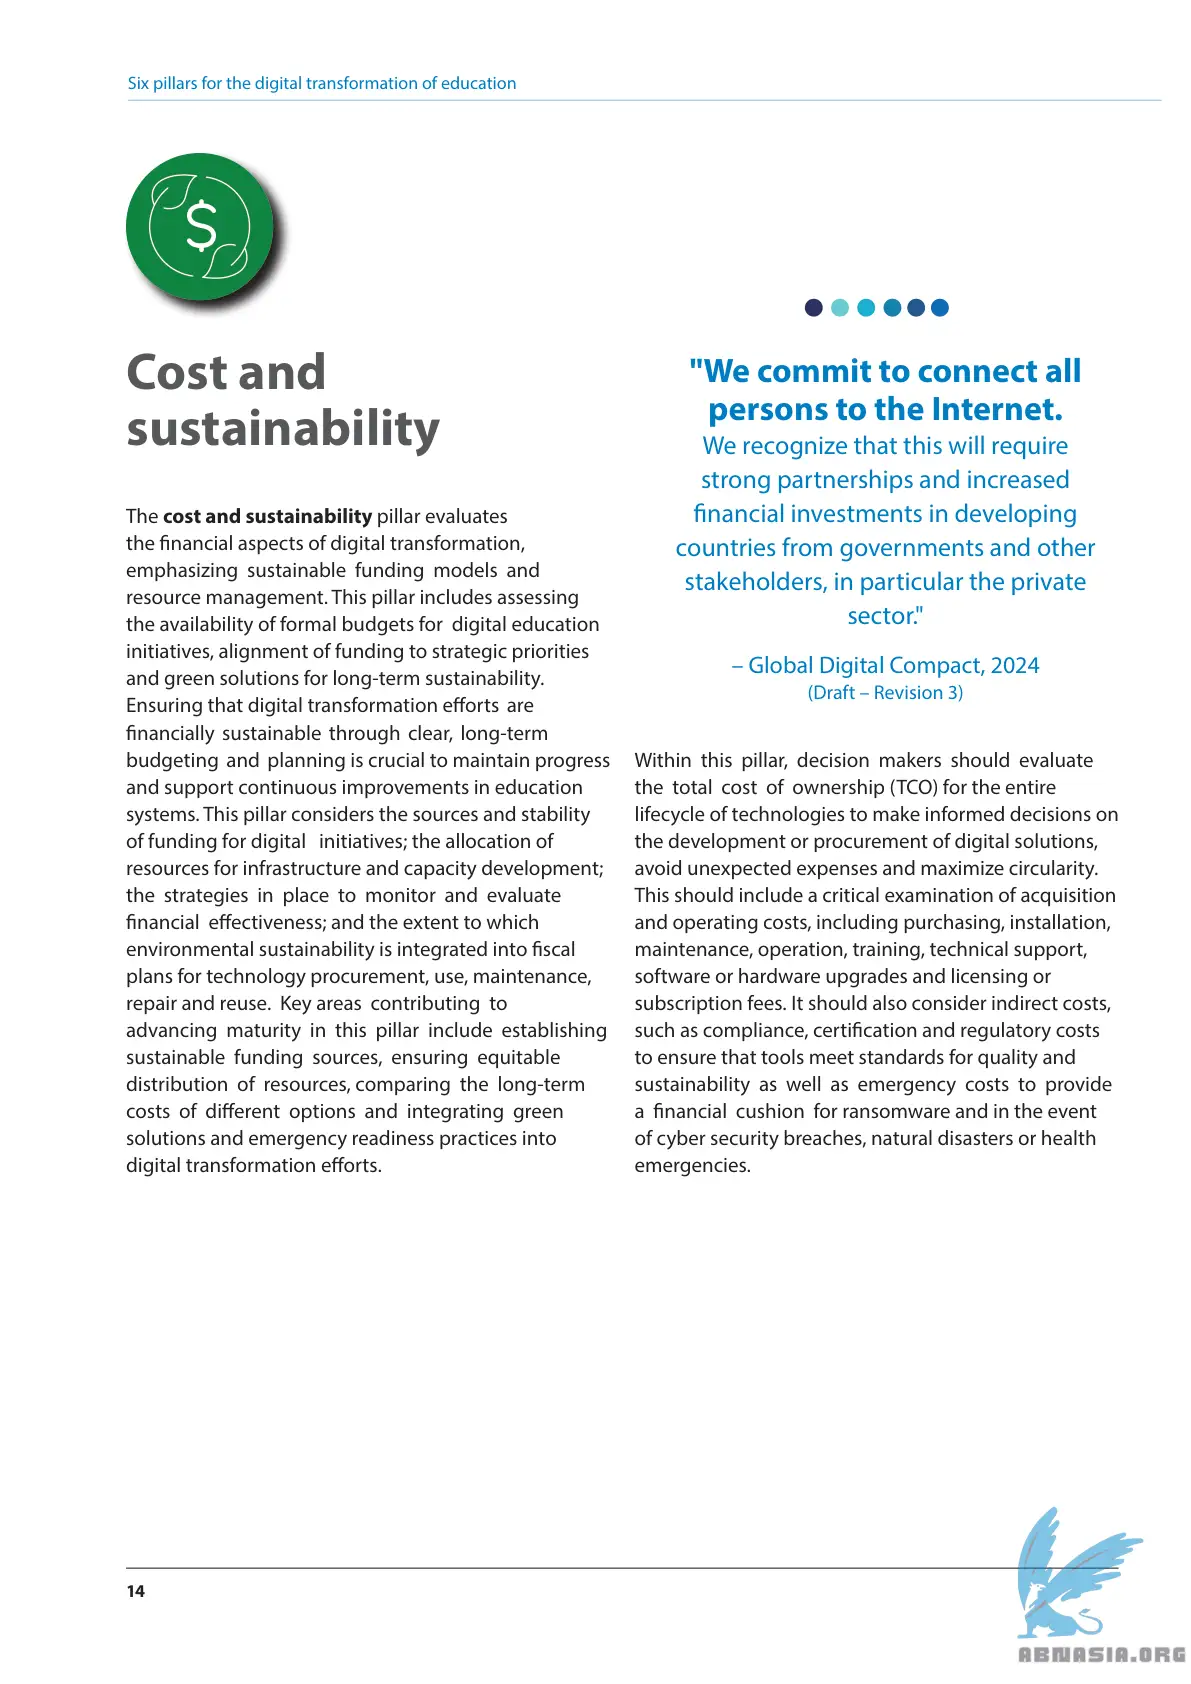 Six pillars for the digital transformation of education
$
Cost and
sustainability
The cost and sustainability pillar evaluates
the financial aspects of digital transformation,
emphasizing sustainable funding models and
resource management. This pillar includes assessing
the availability of formal budgets for digital education
initiatives, alignment of funding to strategic priorities
and green solutions for long-term sustainability.
Ensuring that digital transformation efforts are
financially sustainable through clear, long-term
budgeting and planning is crucial to maintain progress
and support continuous improvements in education
systems. This pillar considers the sources and stability
of funding for digital initiatives; the allocation of
resources for infrastructure and capacity development;
the strategies in place to monitor and evaluate
financial effectiveness; and the extent to which
environmental sustainability is integrated into fiscal
plans for technology procurement, use, maintenance,
repair and reuse. Key areas contributing to
advancing maturity in this pillar include establishing
sustainable funding sources, ensuring equitable
distribution of resources, comparing the long-term
costs of different options and integrating green
solutions and emergency readiness practices into
digital transformation efforts.
"We commit to connect all
persons to the Internet.
We recognize that this will require
strong partnerships and increased
financial investments in developing
countries from governments and other
stakeholders, in particular the private
sector."
– Global Digital Compact, 2024
(Draft – Revision 3)
Within this pillar, decision makers should evaluate
the total cost of ownership (TCO) for the entire
lifecycle of technologies to make informed decisions on
the development or procurement of digital solutions,
avoid unexpected expenses and maximize circularity.
This should include a critical examination of acquisition
and operating costs, including purchasing, installation,
maintenance, operation, training, technical support,
software or hardware upgrades and licensing or
subscription fees. It should also consider indirect costs,
such as compliance, certification and regulatory costs
to ensure that tools meet standards for quality and
sustainability as well as emergency costs to provide
a financial cushion for ransomware and in the event
of cyber security breaches, natural disasters or health
emergencies.
14
ABNASIA.ORG